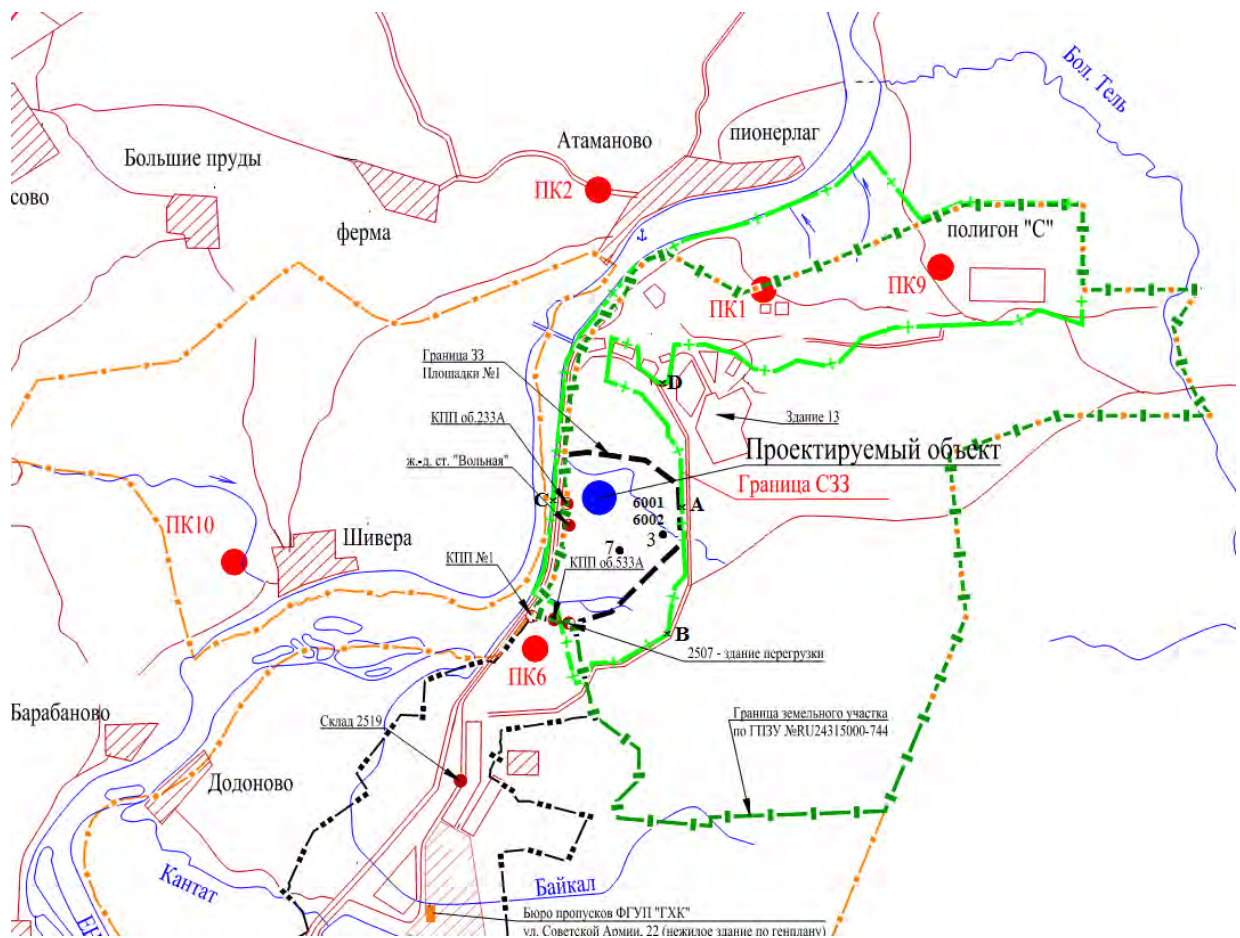 Бол. Тель
пионерлаг
Атаманово
Большие пруды
ПК2
сово
ферма
полигон "С"
ПК9
ПК1
Граница ЗЗ
Площадки №1
D
КПП об.233А
Здание 13
Проектируемый объект
ж.-д. ст. "Вольная"
Граница СЗЗ
C
6001
A
6002
ПК10
Шивера
3
7
КПП №1
КПП об.533А
B
2507 - здание перегрузки
ПК6
Барабаново
Склад 2519
Граница земельного участка
по ГПЗУ №RU24315000-744
Додоново
Кантат
Байкал
ЕН
Бюро пропусков ФГУП "ГХК"
ул. Советской Армии, 22 (нежилое здание по генплану)